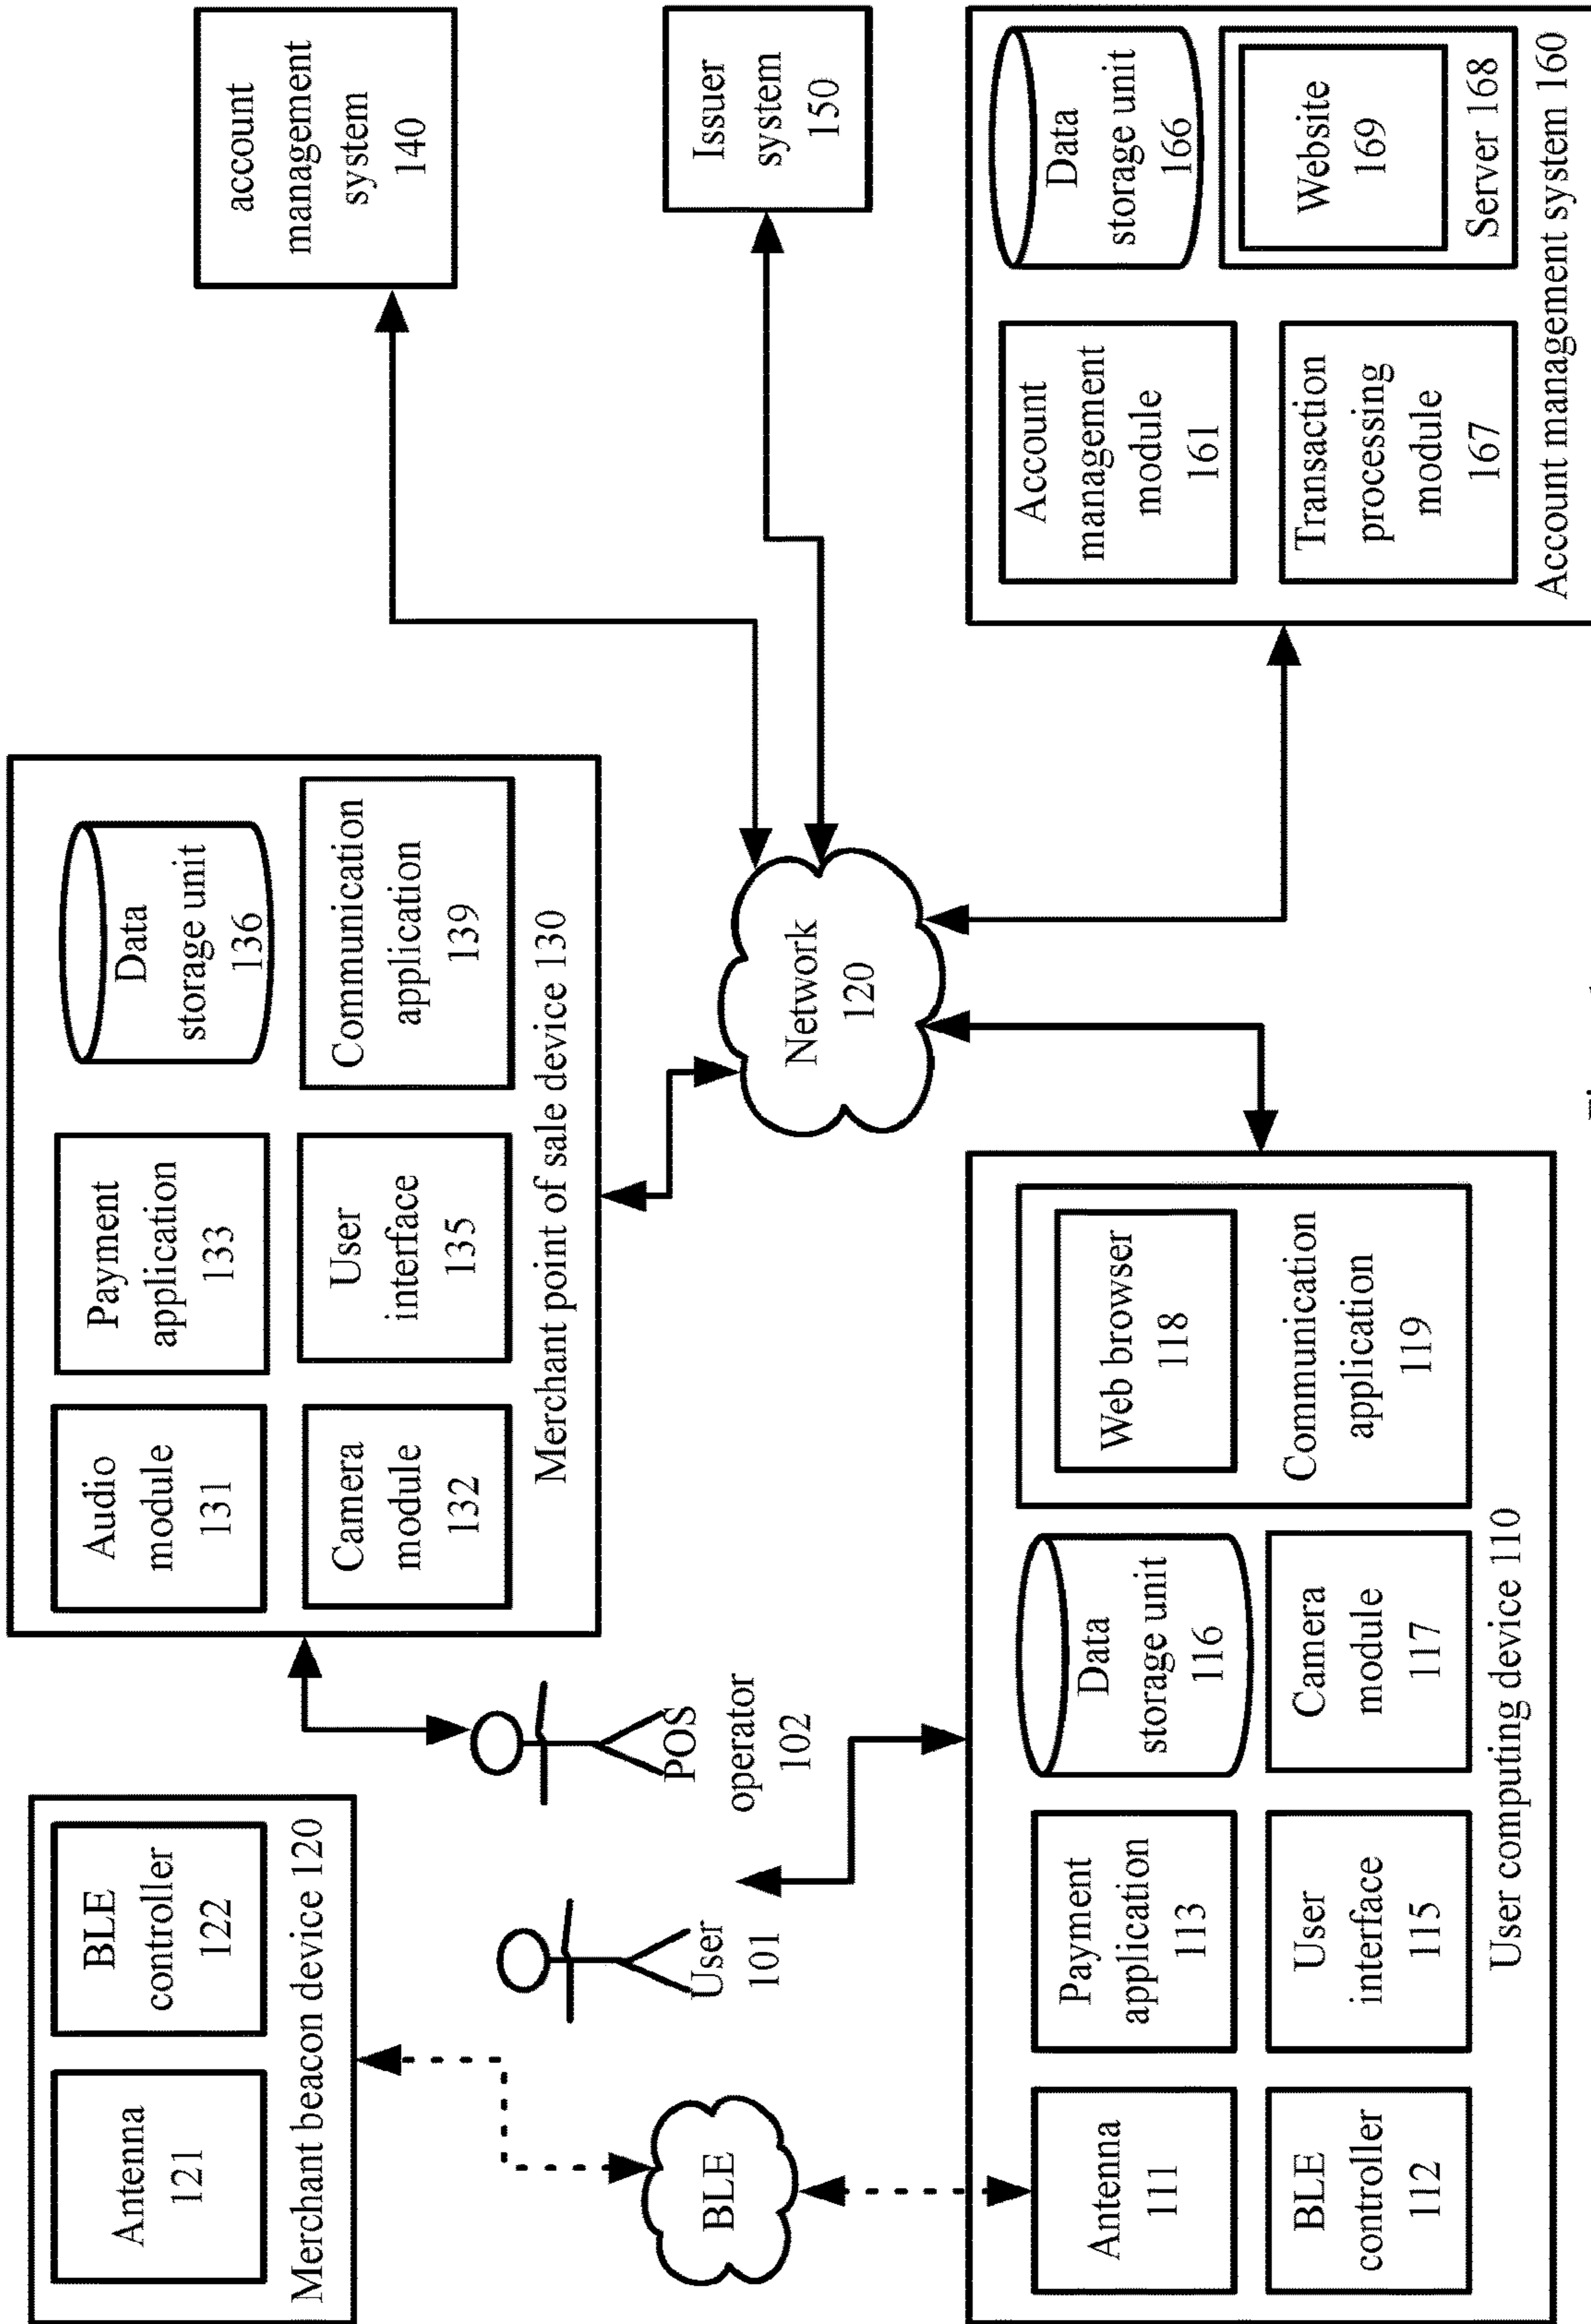 Merchant beacon device 120
Antenna
121
BLE
controller
122
Merchant point of sale device 130
Audio
module
131
Payment
application
133
Data
storage unit
136
Camera
module
132
User
interface
135
Communication
application
139
account
management
system
140
POS
operator
102
User
101
BLE
Network
120
Issuer
system
150
User computing device 110
Antenna
111
Payment
application
113
Data
storage unit
116
Web browser
118
Communication
application
119
BLE
controller
112
User
interface
115
Camera
module
117
Account
management
module
161
Data
storage unit
166
Transaction
processing
module
167
Website
169
Server 168
Account management system 160